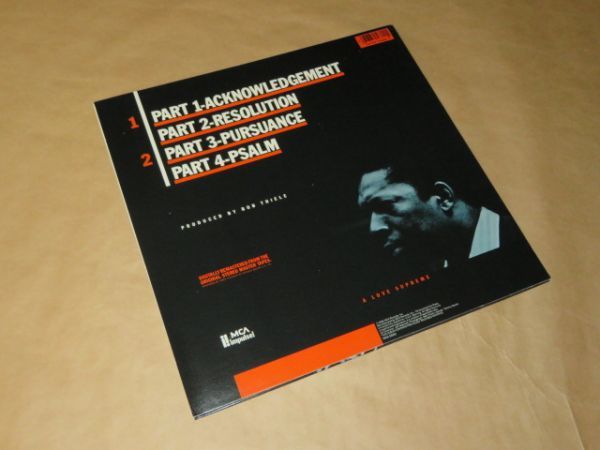 1 PART 1-ACKNOWLEDGEMENT
PART 2-RESOLUTION
2 PART 3-PURSUANCE
PART 4-PSALM
PRODUCED BY BOB THIELE
DIGITALLY REMASTERED FROM THE
ORIGINAL STEREO MASTER TAPES.
A LOVE SUPREME
MCA
impulse!